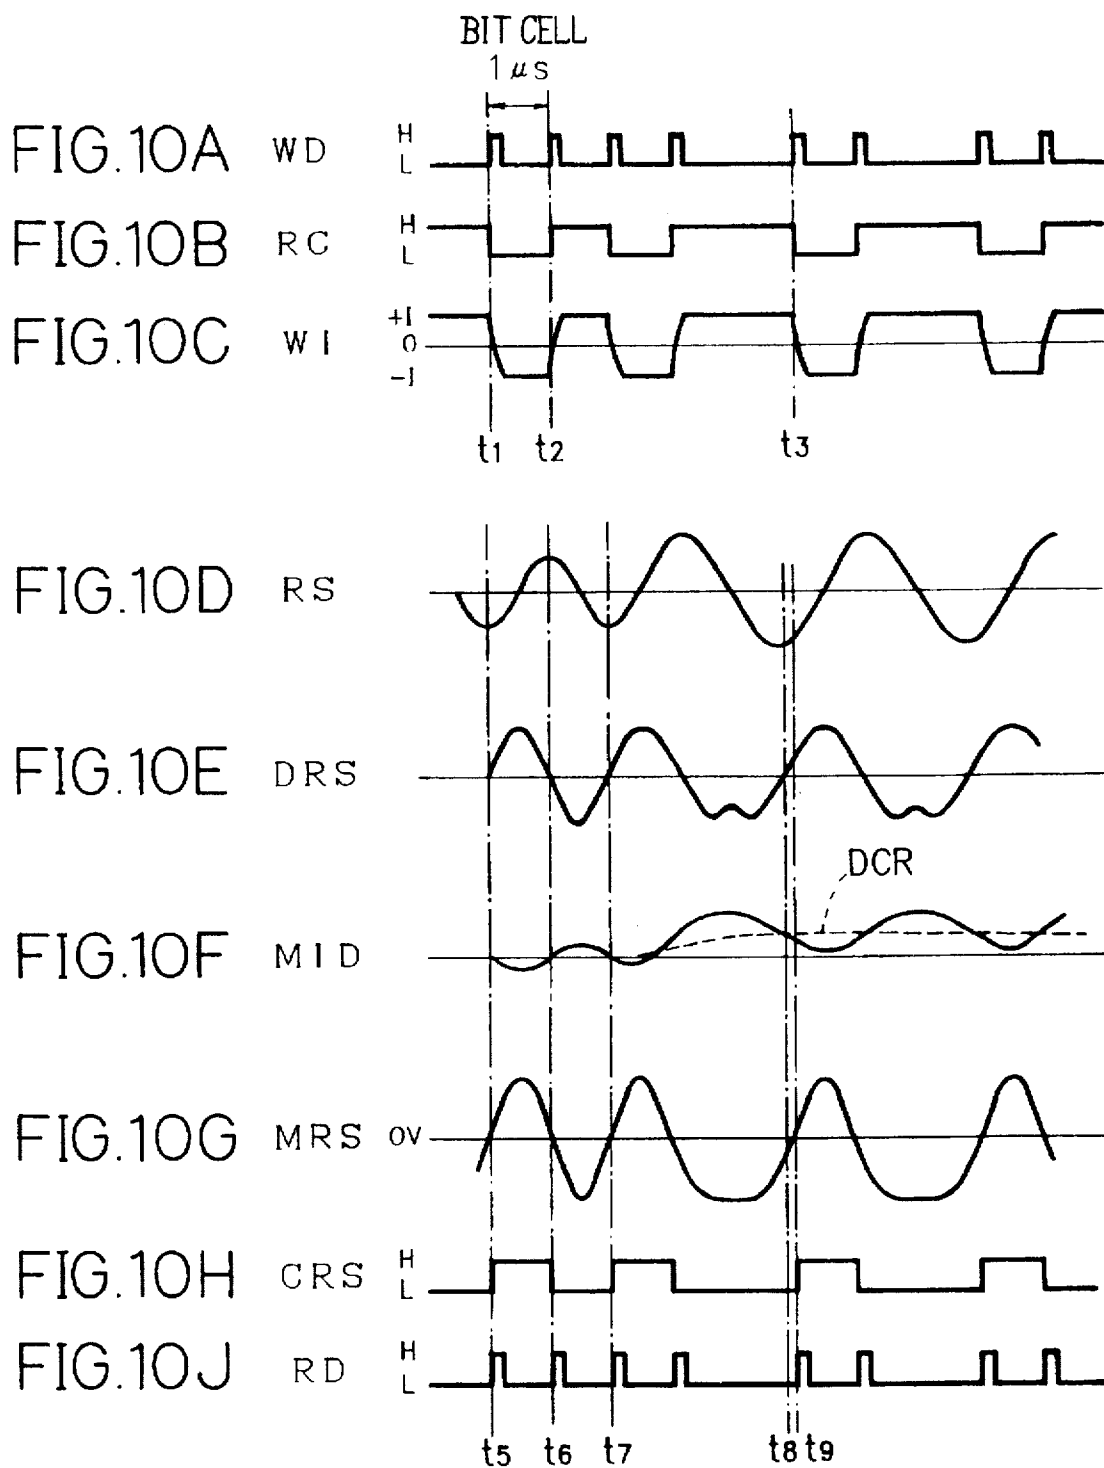 BIT CELL
1 μs
FIG.10A WD H L
FIG.10B RC H L
FIG.10C WI +I 0 -I
t1 t2 t3
FIG.10D RS
FIG.10E DRS
DCR
FIG.10F MID
FIG.10G MRS 0V
FIG.10H CRS H L
FIG.10J RD H L
t5 t6 t7 t8 t9